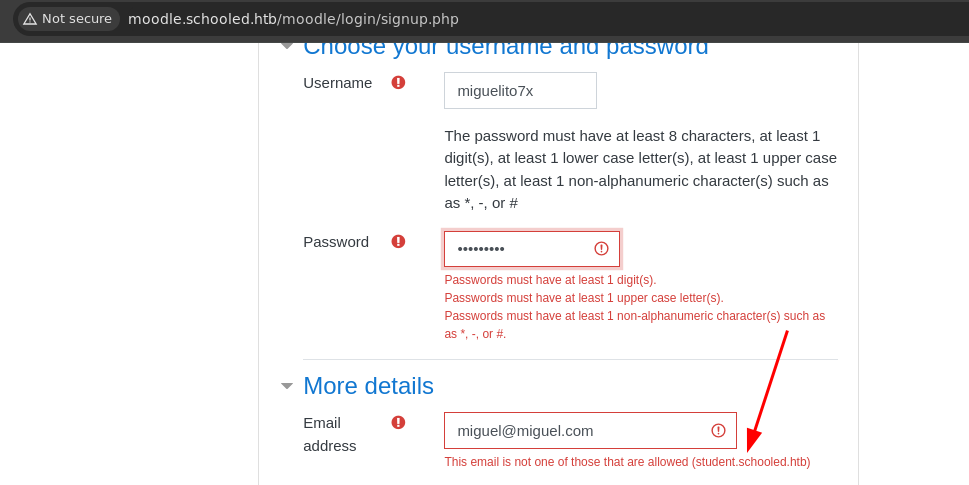 Not secure moodle.schooled.htb/moodle/login/signup.php
Choose your username and password
Username miguelito7x
The password must have at least 8 characters, at least 1
digit(s), at least 1 lower case letter(s), at least 1 upper case
letter(s), at least 1 non-alphanumeric character(s) such as
as *, -, or #
Password •••••••••
Passwords must have at least 1 digit(s).
Passwords must have at least 1 upper case letter(s).
Passwords must have at least 1 non-alphanumeric character(s) such as
as *, -, or #.
More details
Email
address
miguel@miguel.com
This email is not one of those that are allowed (student.schooled.htb)